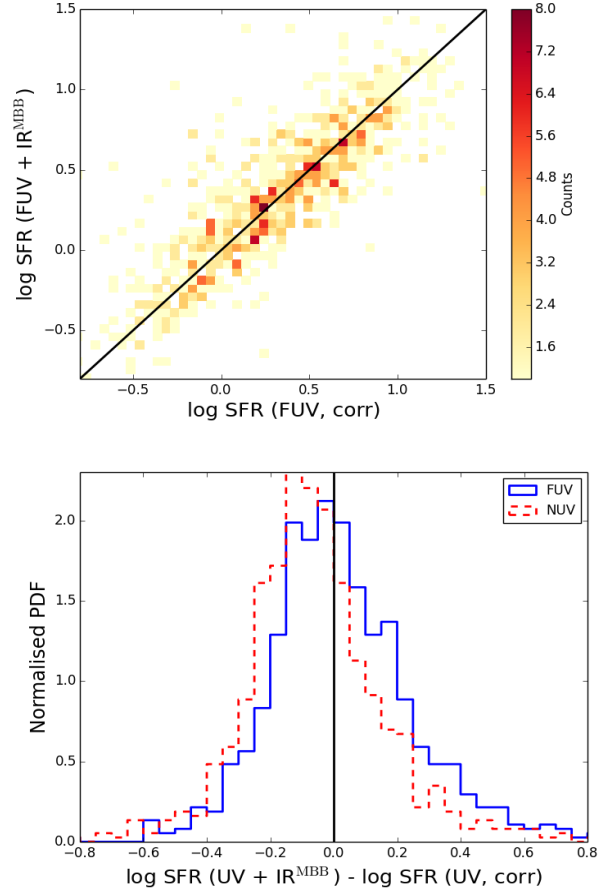 1.5
1.0
0.5
0.0
−0.5
log SFR (FUV + IR^MBB)
−0.5 0.0 0.5 1.0 1.5
log SFR (FUV, corr)
8.0
7.2
6.4
5.6
4.8
4.0
3.2
2.4
1.6
Counts
FUV
NUV
2.0
1.5
1.0
0.5
0.0
Normalised PDF
−0.8 −0.6 −0.4 −0.2 0.0 0.2 0.4 0.6 0.8
log SFR (UV + IR^MBB) - log SFR (UV, corr)